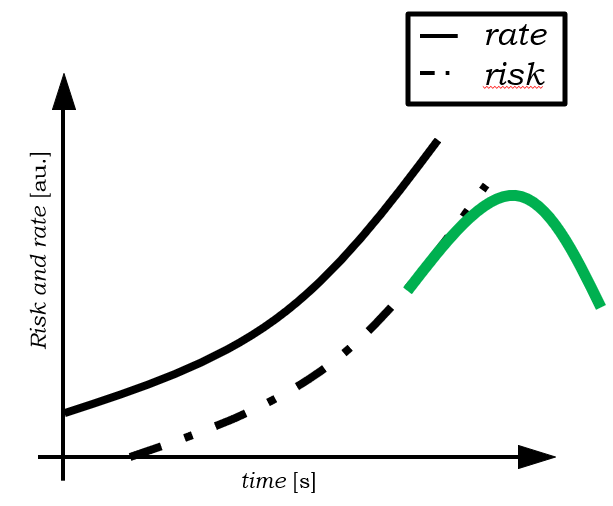 rate
risk
Risk and rate [au.]
time [s]